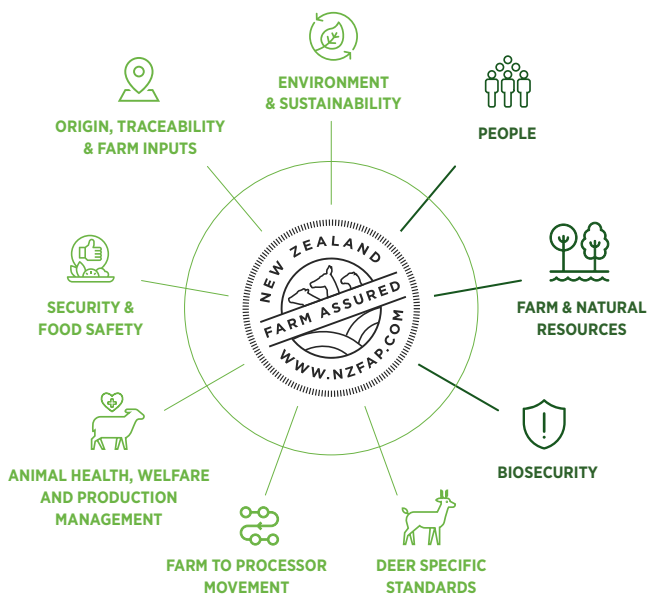 ENVIRONMENT
& SUSTAINABILITY
PEOPLE
ORIGIN, TRACEABILITY
& FARM INPUTS
NEW ZEALAND
FARM ASSURED
WWW.NZFAP.COM
SECURITY &
FOOD SAFETY
FARM & NATURAL
RESOURCES
ANIMAL HEALTH, WELFARE
AND PRODUCTION
MANAGEMENT
BIOSECURITY
FARM TO PROCESSOR
MOVEMENT
DEER SPECIFIC
STANDARDS